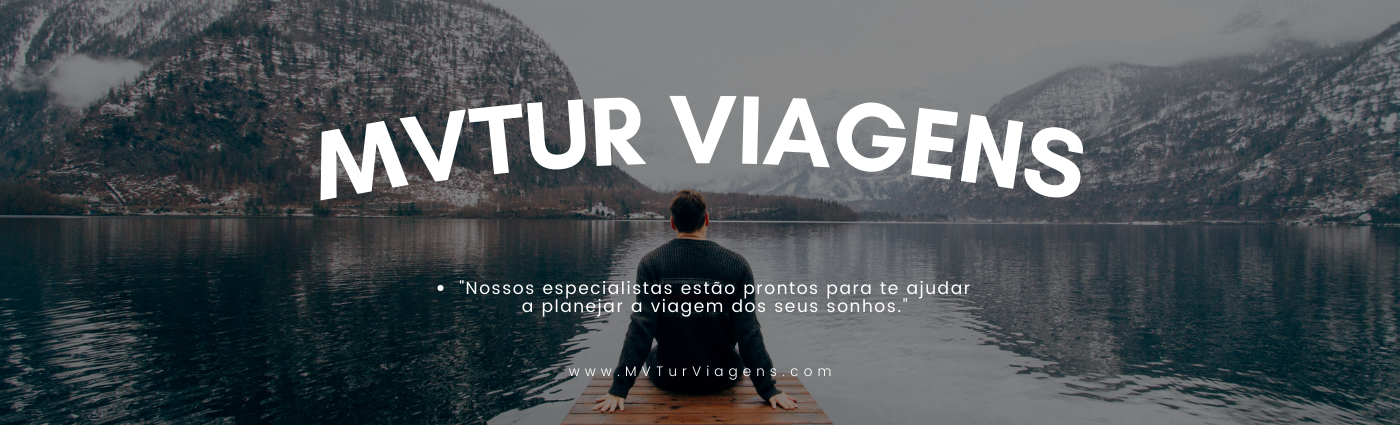 MVTUR VIAGENS
• "Nossos especialistas estão prontos para te ajudar
a planejar a viagem dos seus sonhos."
www.MVTurViagens.com